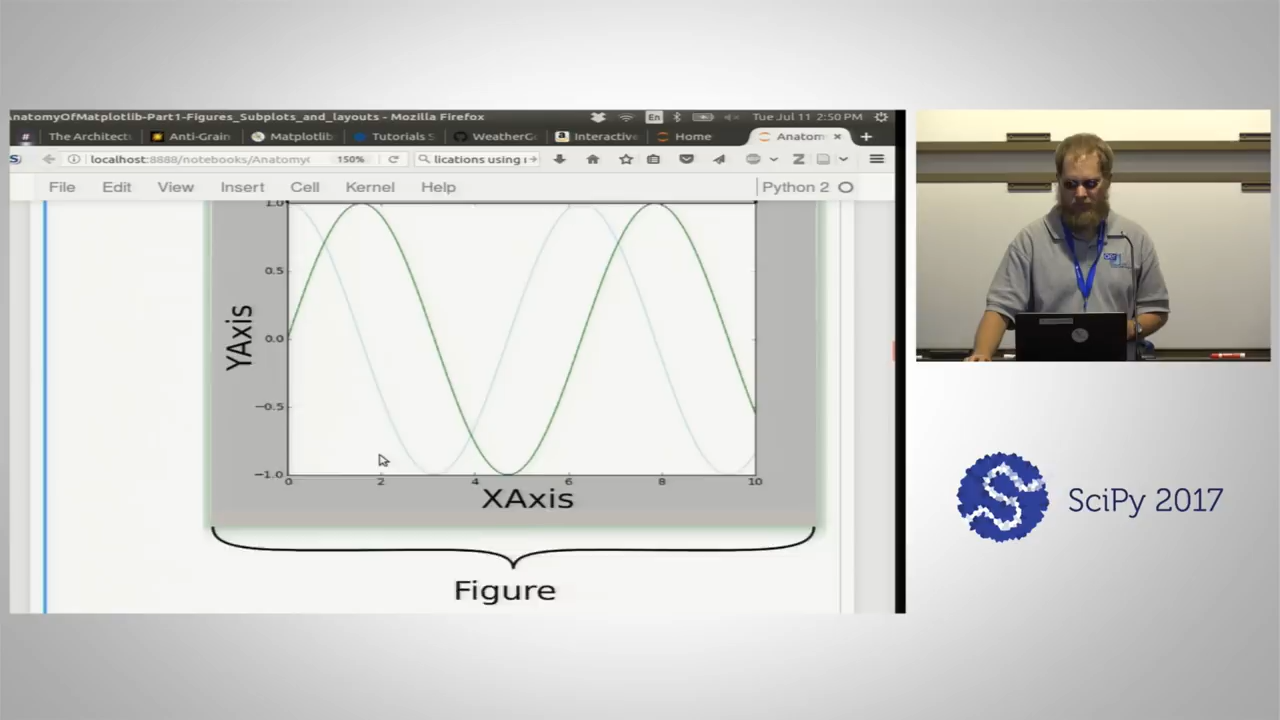 AnatomyOfMatplotlib-Part1-Figures_Subplots_and_layouts - Mozilla Firefox
En
Tue Jul 11 2:50 PM
#
The Architect
Anti-Grain
Matplotlib
Tutorials S
WeatherGe
Interactive
Home
Anatom
localhost:8888/notebooks/Anatomy
150%
lications using
File Edit View Insert Cell Kernel Help
Python 2
1.0
0.5
0.0
−0.5
−1.0
YAxis
0 2 4 6 8 10
XAxis
Figure
SciPy 2017